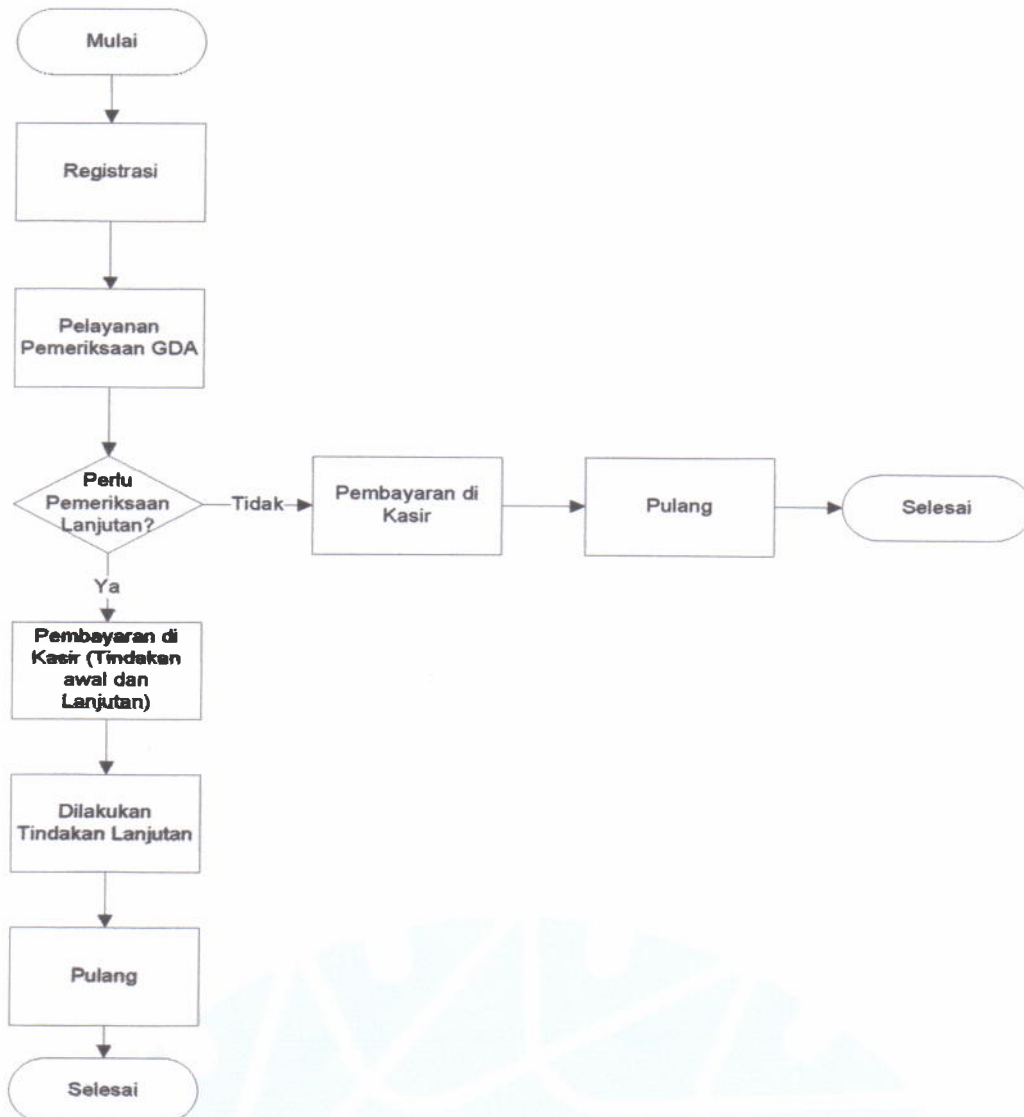 Mulai
Registrasi
Pelayanan
Pemeriksaan GDA
Perlu
Pemeriksaan
Lanjutan?
Tidak
Pembayaran di
Kasir
Pulang
Selesai
Ya
Pembayaran di
Kasir (Tindakan
awal dan
Lanjutan)
Dilakukan
Tindakan Lanjutan
Pulang
Selesai